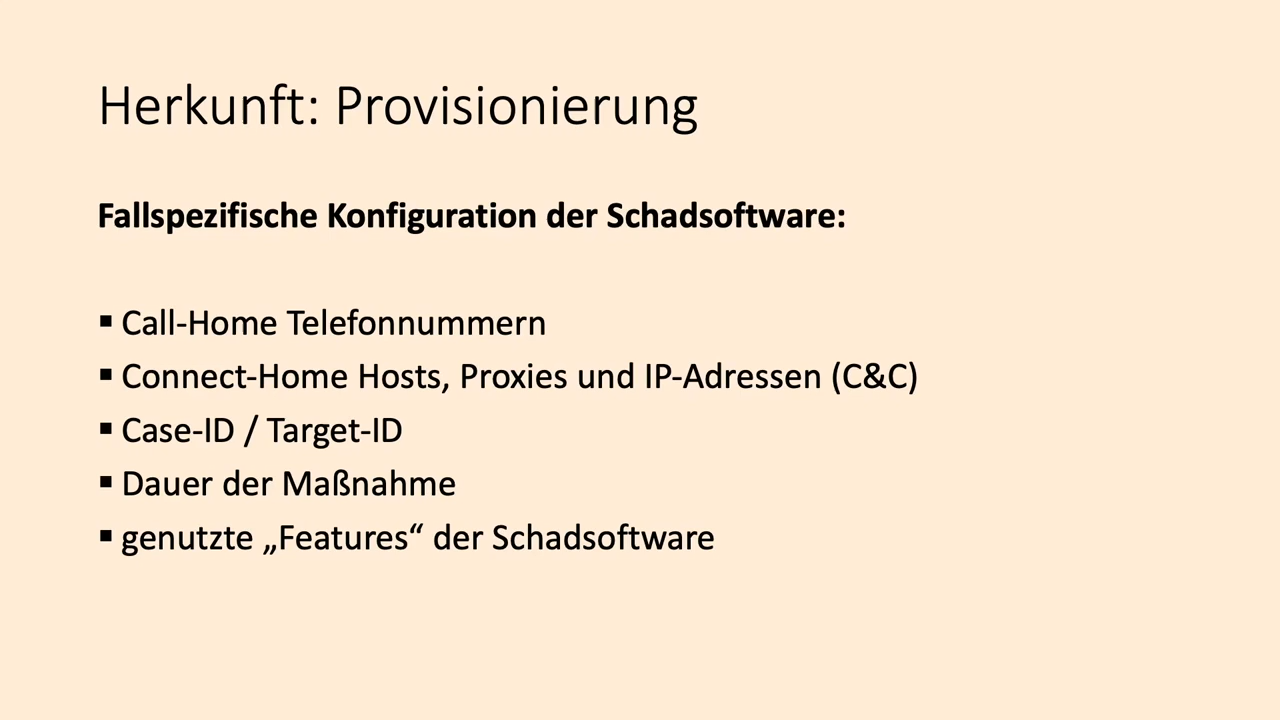 Herkunft: Provisionierung
Fallspezifische Konfiguration der Schadsoftware:
▪ Call-Home Telefonnummern
▪ Connect-Home Hosts, Proxies und IP-Adressen (C&C)
▪ Case-ID / Target-ID
▪ Dauer der Maßnahme
▪ genutzte „Features“ der Schadsoftware